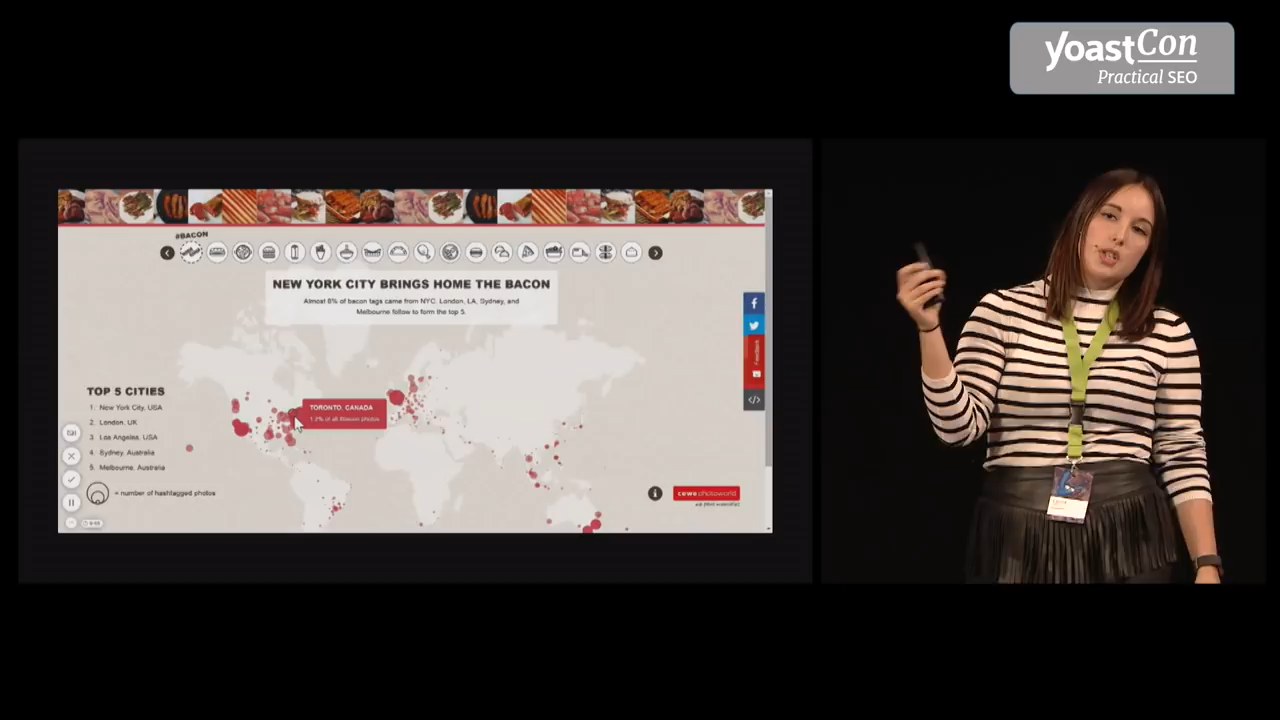 yoastCon
Practical SEO
#BACON
NEW YORK CITY BRINGS HOME THE BACON
Almost 8% of bacon tags came from NYC. London, LA, Sydney, and
Melbourne follow to form the top 5.
TOP 5 CITIES
1. New York City, USA
2. London, UK
3. Los Angeles, USA
4. Sydney, Australia
5. Melbourne, Australia
= number of hashtagged photos
TORONTO, CANADA
of all #bacon photos
cewe photoworld